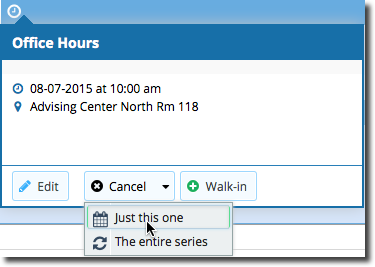 Office Hours
08-07-2015 at 10:00 am
Advising Center North Rm 118
Edit Cancel Walk-in
Just this one
The entire series